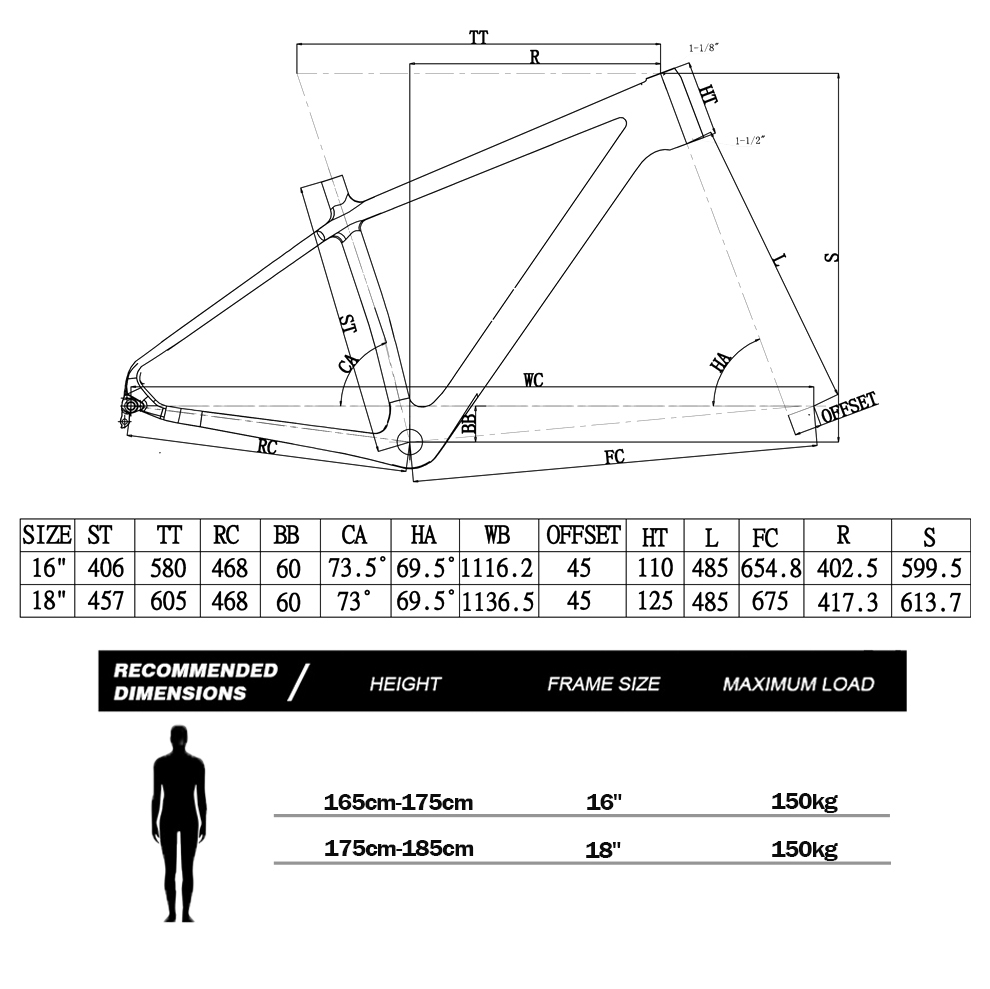 TT
R
1-1/8"
HT
1-1/2"
L
S
ST
CA
HA
WC
OFFSET
BB
RC
FC
SIZE ST TT RC BB CA HA WB OFFSET HT L FC R S
16" 406 580 468 60 73.5° 69.5° 1116.2 45 110 485 654.8 402.5 599.5
18" 457 605 468 60 73° 69.5° 1136.5 45 125 485 675 417.3 613.7
RECOMMENDED
DIMENSIONS / HEIGHT FRAME SIZE MAXIMUM LOAD
165cm-175cm 16" 150kg
175cm-185cm 18" 150kg